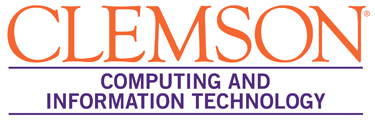 CLEMSON®
COMPUTING AND
INFORMATION TECHNOLOGY